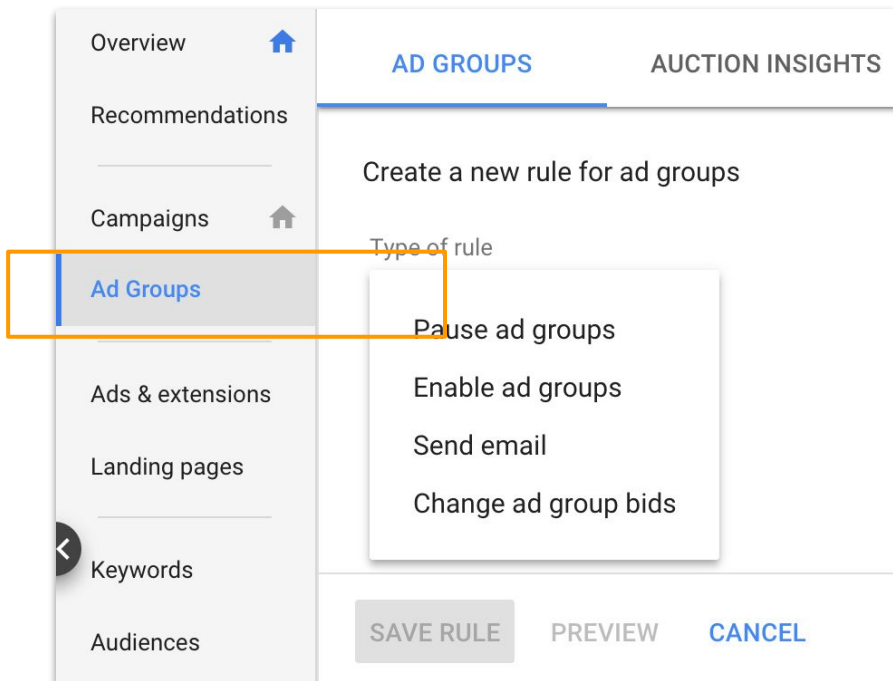 Overview
Recommendations
Campaigns
Ad Groups
Ads & extensions
Landing pages
Keywords
Audiences
AD GROUPS
AUCTION INSIGHTS
Create a new rule for ad groups
Type of rule
Pause ad groups
Enable ad groups
Send email
Change ad group bids
SAVE RULE
PREVIEW
CANCEL